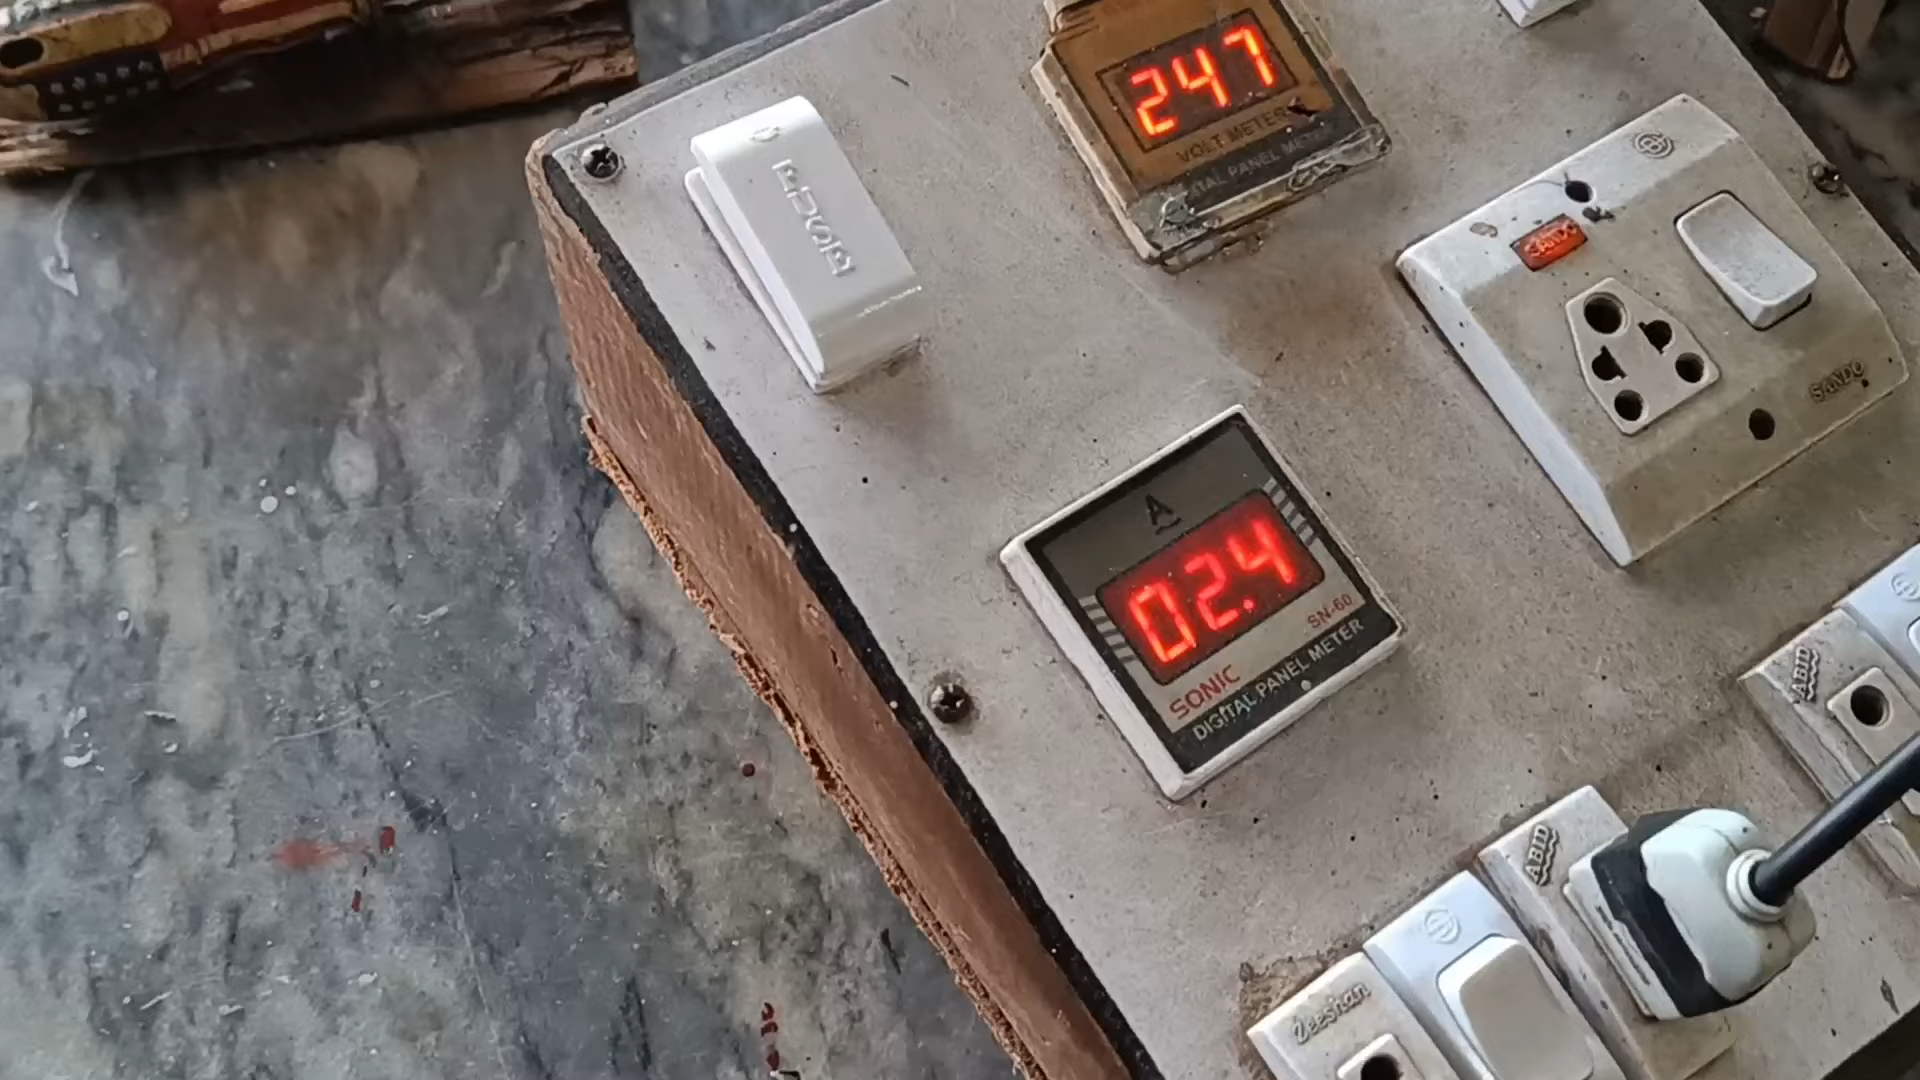 247
VOLT METER
DIGITAL PANEL METER
FUSE
SANDO
SANDO
A
02.4
SN-60
SONIC
DIGITAL PANEL METER
ABID
ABID
Zeeshan